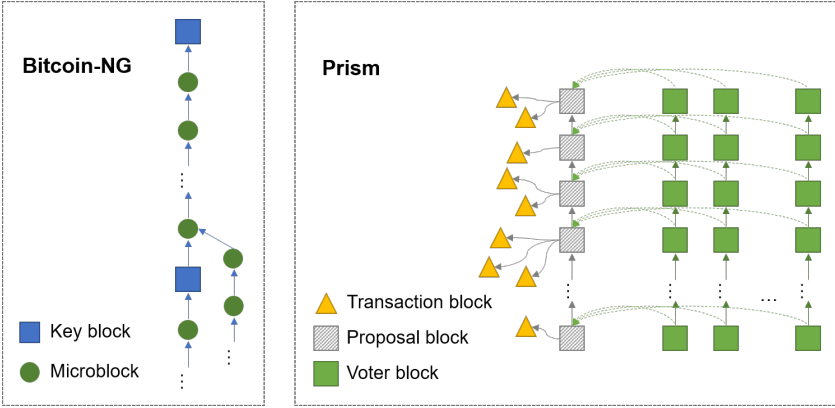 Bitcoin-NG
Key block
Microblock
Prism
Transaction block
Proposal block
Voter block